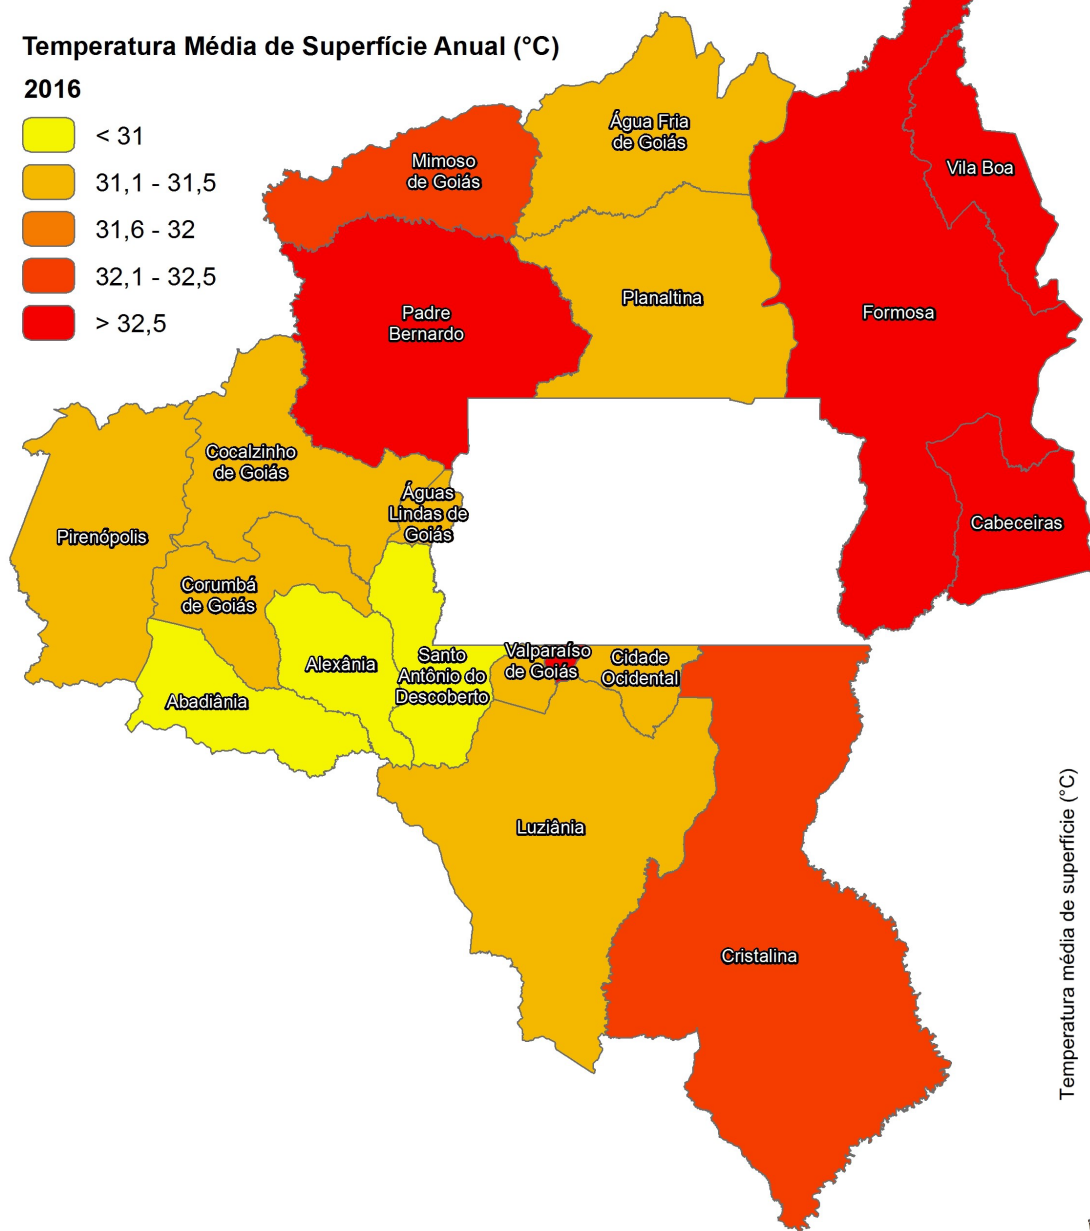 Temperatura Média de Superfície Anual (°C)
2016
< 31
31,1 - 31,5
31,6 - 32
32,1 - 32,5
> 32,5
Água Fria
de Goiás
Mimoso
de Goiás
Vila Boa
Planaltina
Padre
Bernardo
Formosa
Cocalzinho
de Goiás
Águas
Lindas de
Goiás
Pirenópolis
Cabeceiras
Corumbá
de Goiás
Alexânia
Santo
Antônio do
Descoberto
Valparaíso
de Goiás
Cidade
Ocidental
Abadiânia
Luziânia
Cristalina
Temperatura média de superfície (°C)